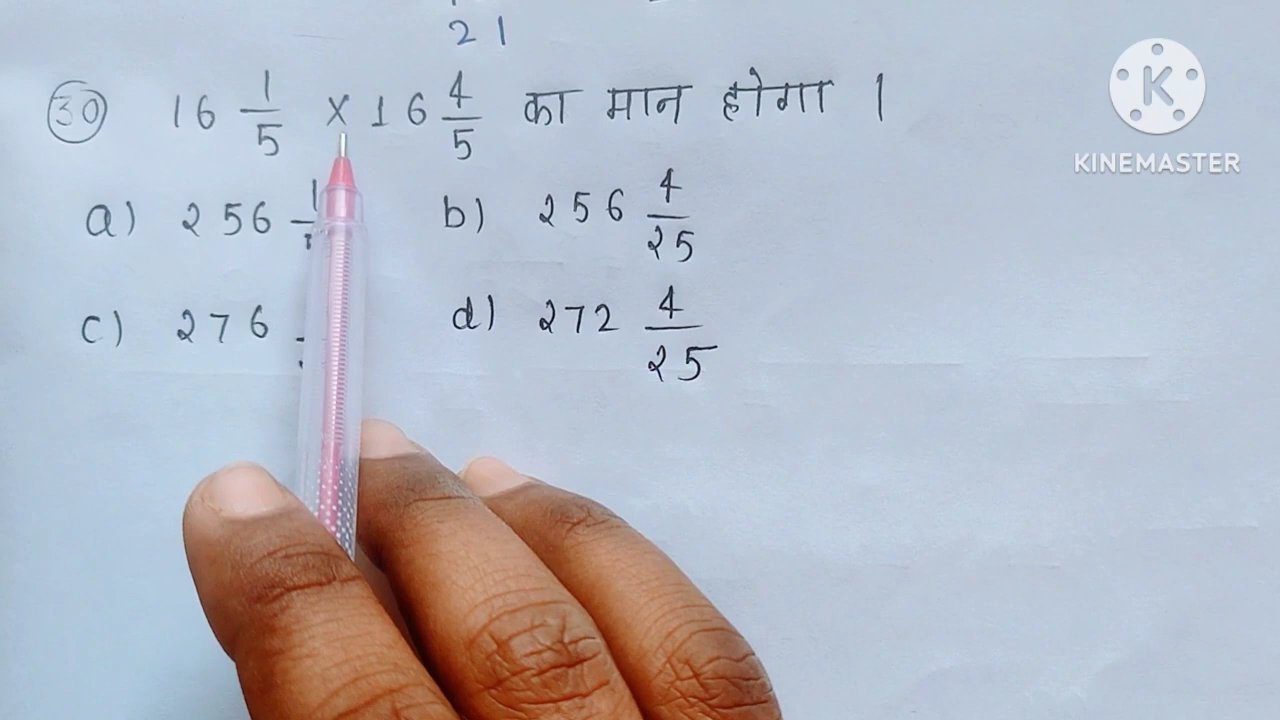 21
30 16 1/5 x 16 4/5 का मान होगा ।
a) 256 b) 256 4/25
c) 276 d) 272 4/25
K
KINEMASTER